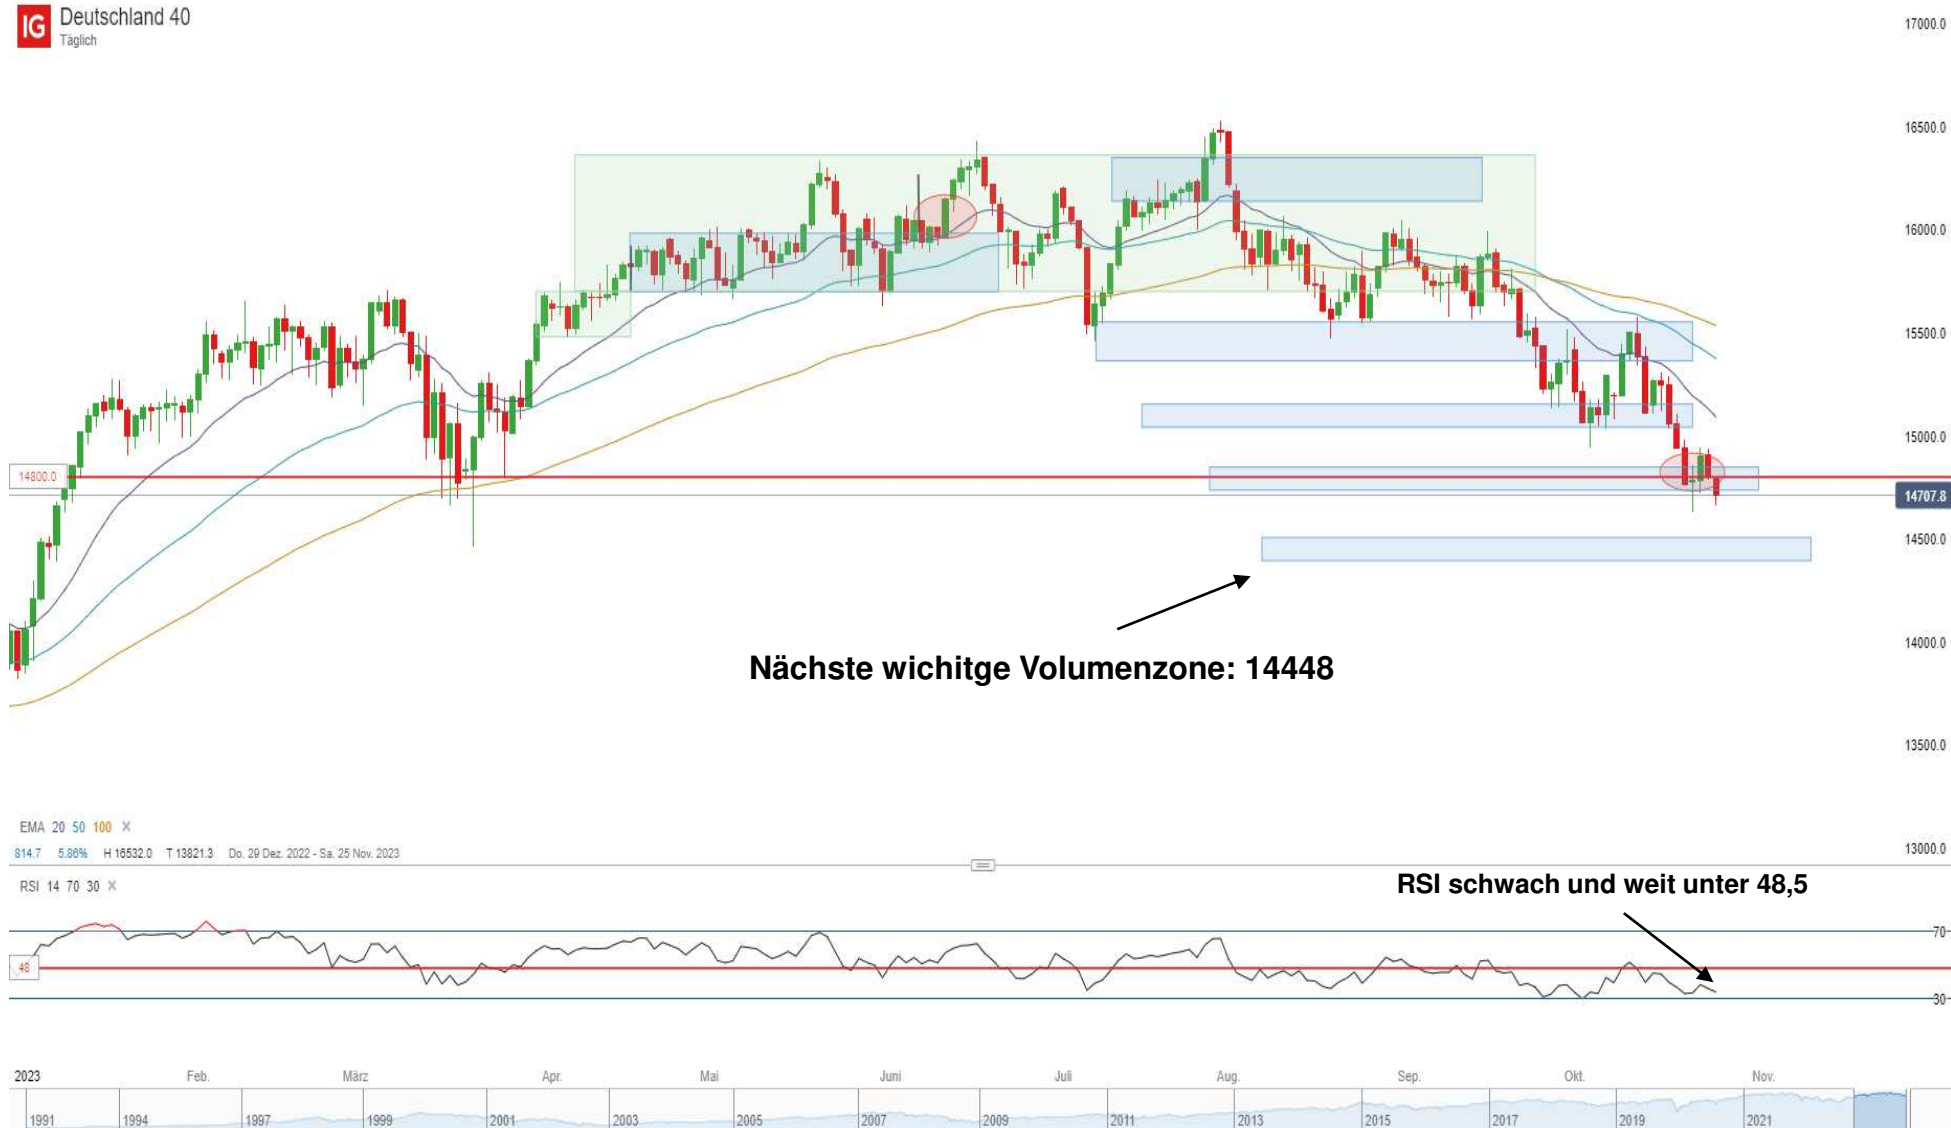 IG Deutschland 40
Täglich
17000.0
16500.0
16000.0
15500.0
15000.0
14800.0
14707.8
14500.0
14000.0
Nächste wichitge Volumenzone: 14448
13500.0
EMA 20 50 100 X
814.7 5.86% H 16532.0 T 13821.3 Do. 29 Dez. 2022 - Sa. 25 Nov. 2023
13000.0
RSI 14 70 30 X
RSI schwach und weit unter 48,5
70
48
30
2023 Feb. März Apr. Mai Juni Juli Aug. Sep. Okt. Nov.
1991 1994 1997 1999 2001 2003 2005 2007 2009 2011 2013 2015 2017 2019 2021